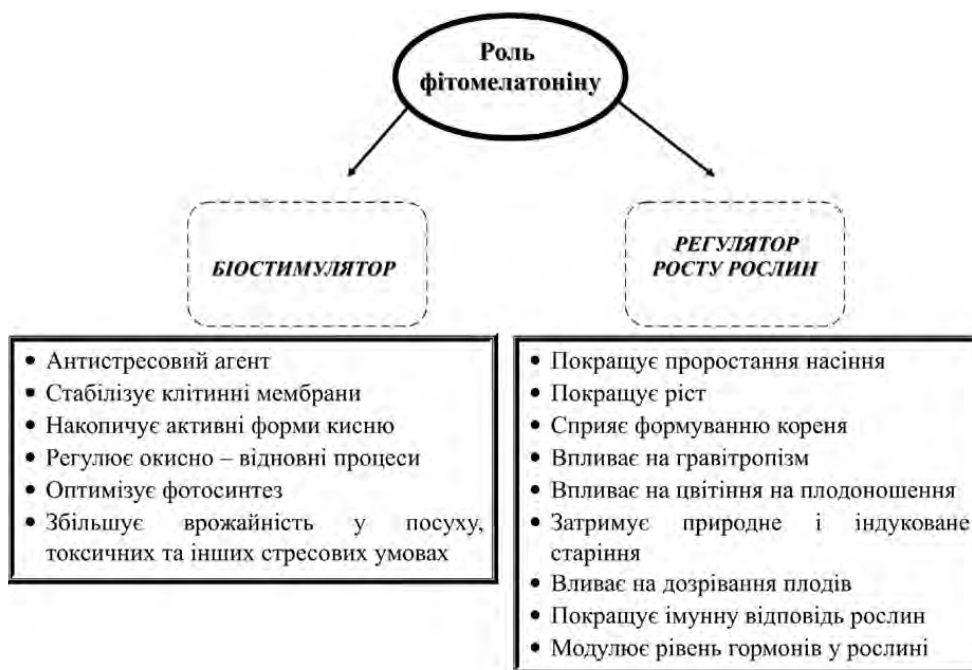 Роль
фітомелатоніну
БІОСТИМУЛЯТОР
РЕГУЛЯТОР
РОСТУ РОСЛИН
• Антистресовий агент
• Стабілізує клітинні мембрани
• Накопичує активні форми кисню
• Регулює окисно – відновні процеси
• Оптимізує фотосинтез
• Збільшує врожайність у посуху,
токсичних та інших стресових умовах
• Покращує проростання насіння
• Покращує ріст
• Сприяє формуванню кореня
• Впливає на гравітропізм
• Впливає на цвітіння на плодоношення
• Затримує природне і індуковане
старіння
• Вливає на дозрівання плодів
• Покращує імунну відповідь рослин
• Модулює рівень гормонів у рослині